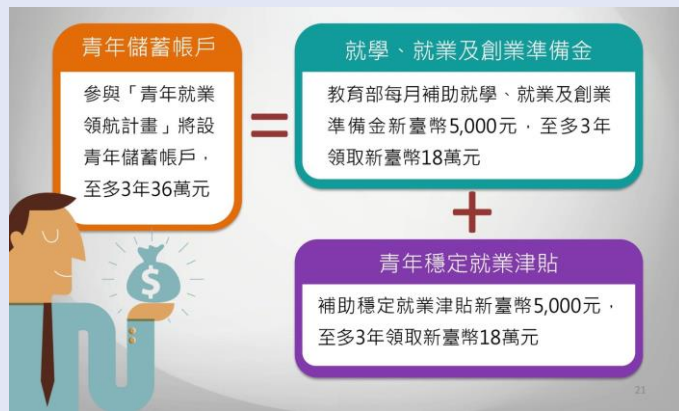 青年儲蓄帳戶
參與「青年就業
領航計畫」將設
青年儲蓄帳戶，
至多3年36萬元
=
就學、就業及創業準備金
教育部每月補助就學、就業及創業
準備金新臺幣5,000元，至多3年
領取新臺幣18萬元
+
青年穩定就業津貼
補助穩定就業津貼新臺幣5,000元，
至多3年領取新臺幣18萬元
$
21